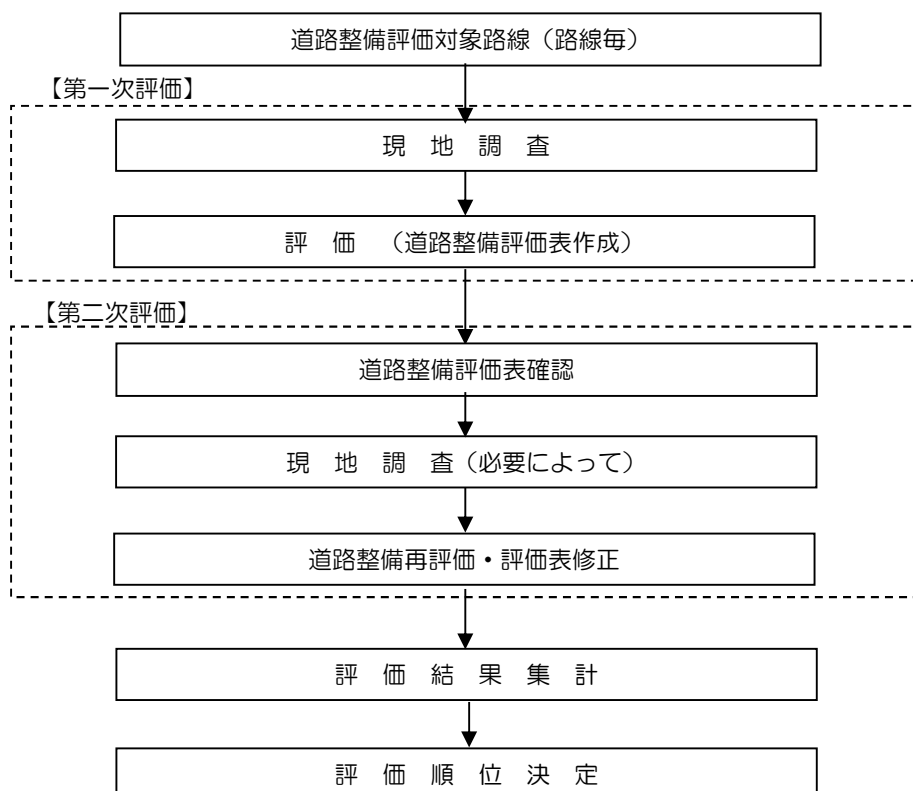 道路整備評価対象路線（路線毎）
【第一次評価】
現　地　調　査
評　価　（道路整備評価表作成）
【第二次評価】
道路整備評価表確認
現　地　調　査（必要によって）
道路整備再評価・評価表修正
評　価　結　果　集　計
評　価　順　位　決　定